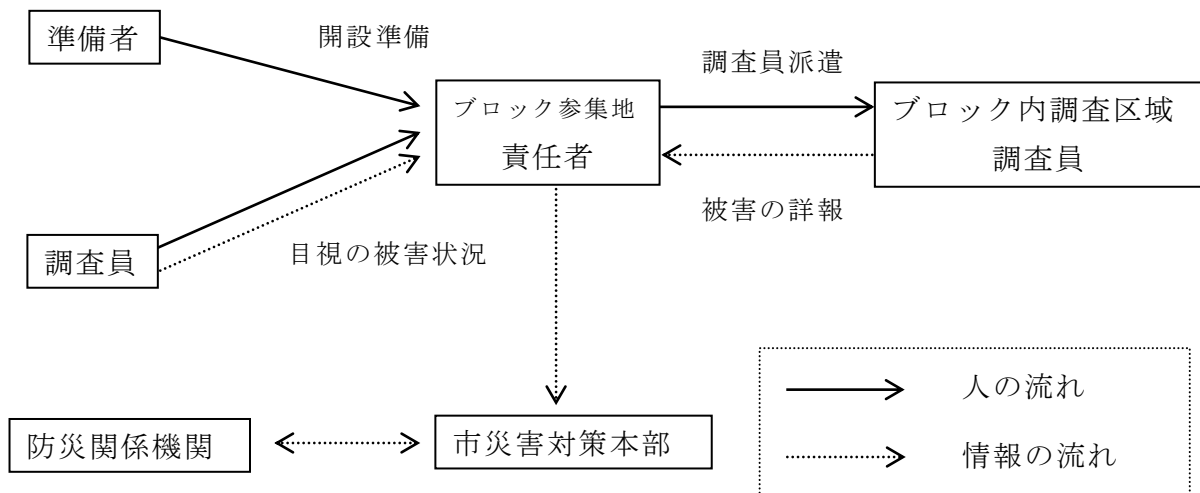 準備者
開設準備
調査員派遣
ブロック参集地
責任者
ブロック内調査区域
調査員
被害の詳報
調査員
目視の被害状況
人の流れ
防災関係機関
市災害対策本部
情報の流れ